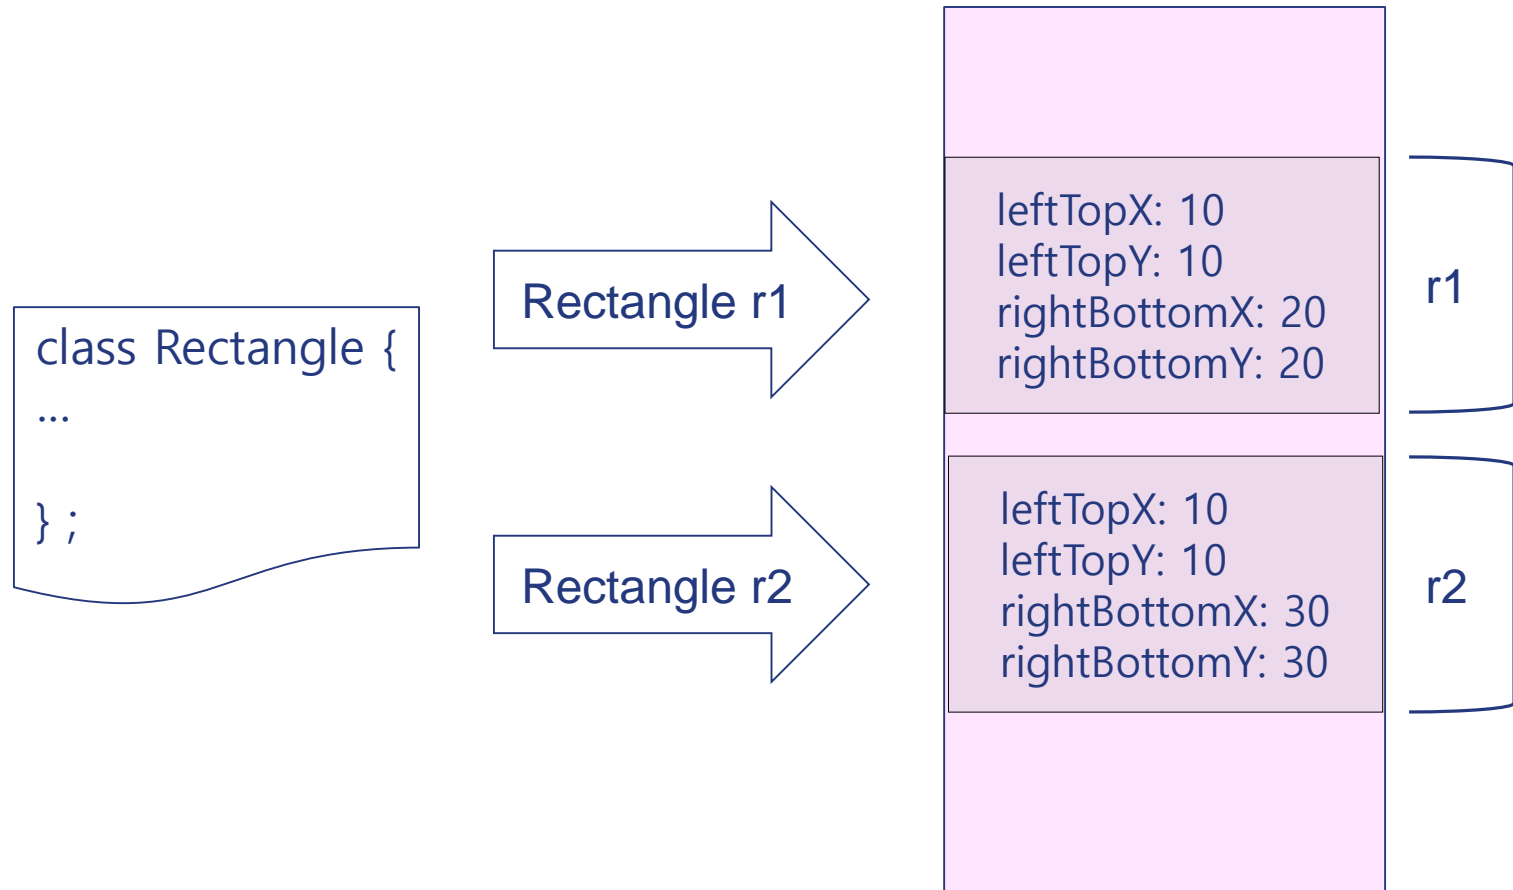 class Rectangle {
...
} ;
Rectangle r1
Rectangle r2
leftTopX: 10
leftTopY: 10
rightBottomX: 20
rightBottomY: 20
r1
leftTopX: 10
leftTopY: 10
rightBottomX: 30
rightBottomY: 30
r2